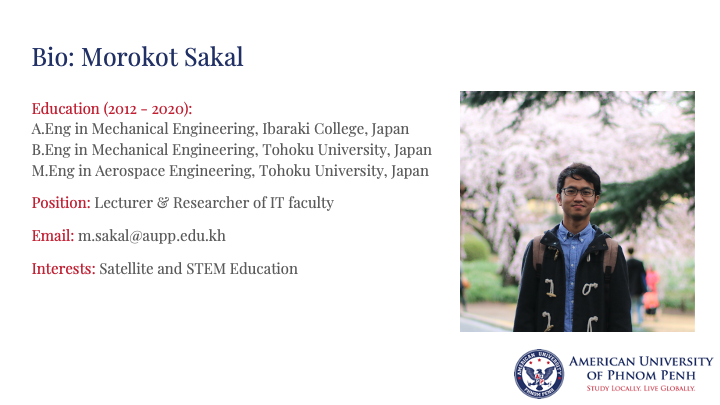 Bio: Morokot Sakal
Education (2012 - 2020):
A.Eng in Mechanical Engineering, Ibaraki College, Japan
B.Eng in Mechanical Engineering, Tohoku University, Japan
M.Eng in Aerospace Engineering, Tohoku University, Japan
Position: Lecturer & Researcher of IT faculty
Email: m.sakal@aupp.edu.kh
Interests: Satellite and STEM Education
AMERICAN UNIVERSITY
PHNOM PENH
AMERICAN UNIVERSITY
OF PHNOM PENH
STUDY LOCALLY. LIVE GLOBALLY.